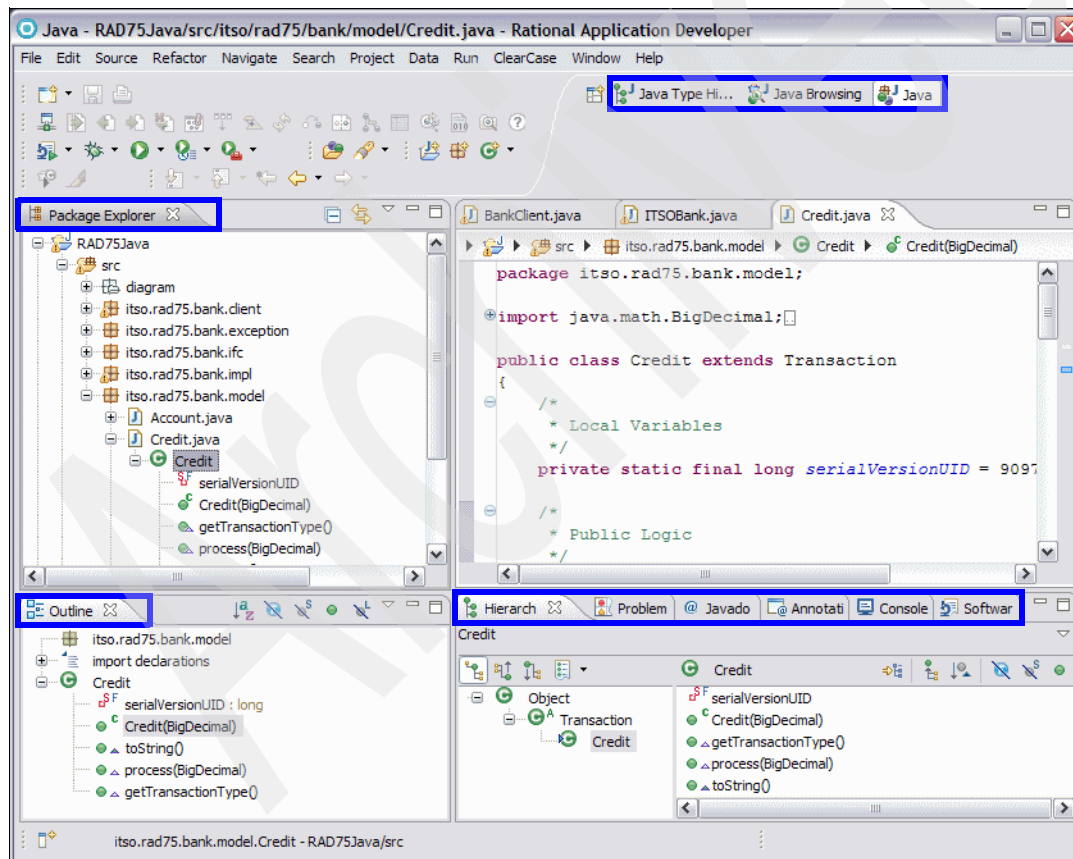 Java - RAD75Java/src/itso/rad75/bank/model/Credit.java - Rational Application Developer
File Edit Source Refactor Navigate Search Project Data Run ClearCase Window Help
Java Type Hi... Java Browsing Java
Package Explorer
RAD75Java
src
diagram
itso.rad75.bank.client
itso.rad75.bank.exception
itso.rad75.bank.ifc
itso.rad75.bank.impl
itso.rad75.bank.model
Account.java
Credit.java
Credit
serialVersionUID
Credit(BigDecimal)
getTransactionType()
process(BigDecimal)
BankClient.java ITSOBank.java Credit.java
src itso.rad75.bank.model Credit Credit(BigDecimal)
package itso.rad75.bank.model;
import java.math.BigDecimal;
public class Credit extends Transaction
{
/*
* Local Variables
*/
private static final long serialVersionUID = 9097
/*
* Public Logic
*/
Outline
itso.rad75.bank.model
import declarations
Credit
serialVersionUID : long
Credit(BigDecimal)
toString()
process(BigDecimal)
getTransactionType()
Hierarch Problem @ Javado Annotati Console Softwar
Credit
Object
Transaction
Credit
Credit
serialVersionUID
Credit(BigDecimal)
getTransactionType()
process(BigDecimal)
toString()
itso.rad75.bank.model.Credit - RAD75Java/src